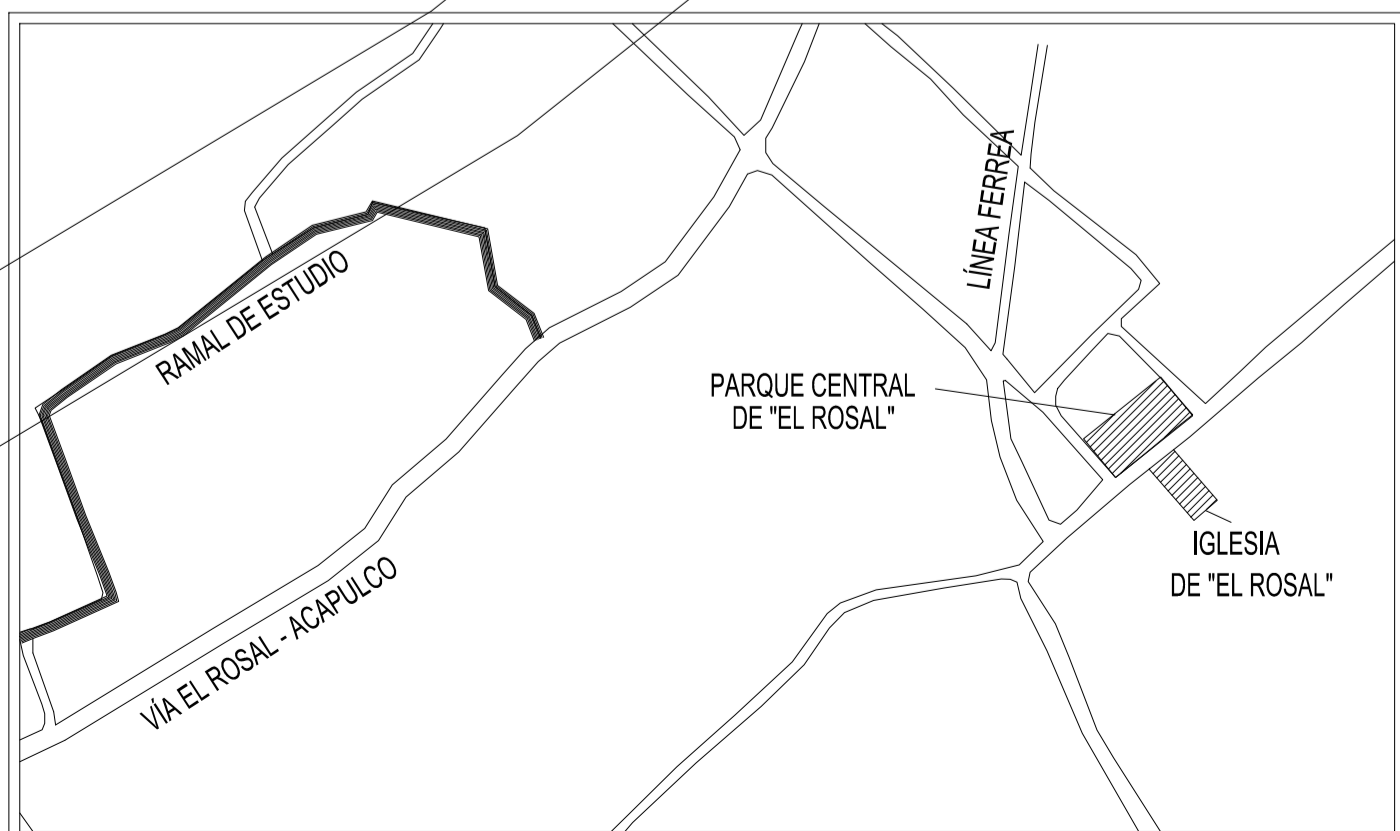 LÍNEA FERREA
RAMAL DE ESTUDIO
PARQUE CENTRAL
DE "EL ROSAL"
IGLESIA
DE "EL ROSAL"
VÍA EL ROSAL - ACAPULCO